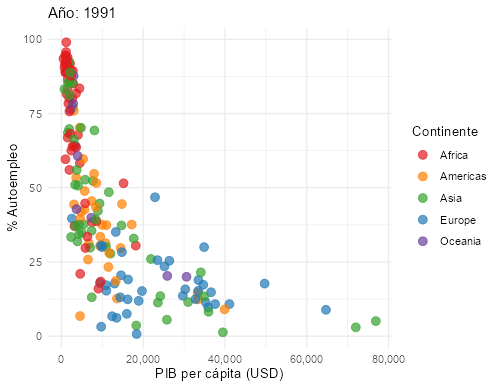 Año: 1991
100
75
50
25
0
% Autoempleo
0 20,000 40,000 60,000 80,000
PIB per cápita (USD)
Continente
Africa
Americas
Asia
Europe
Oceania